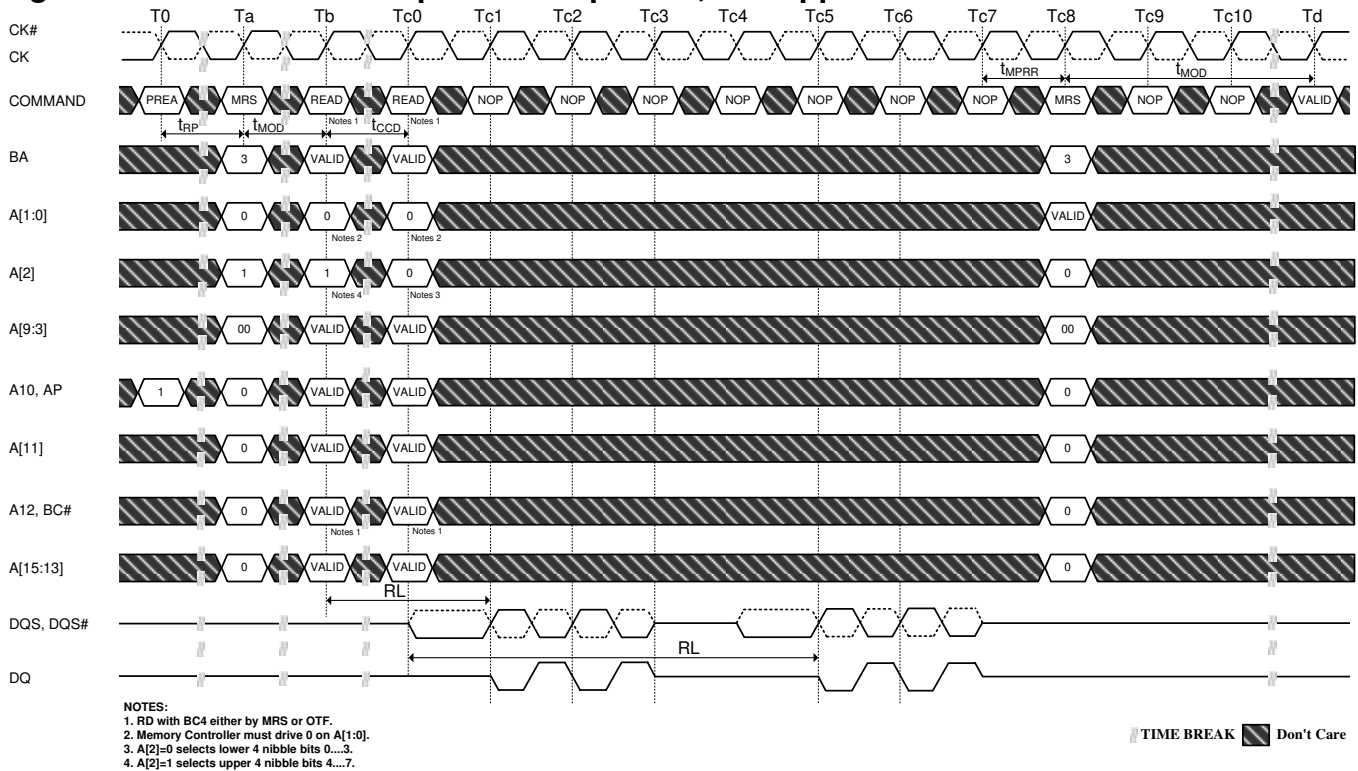 T0 Ta Tb Tc0 Tc1 Tc2 Tc3 Tc4 Tc5 Tc6 Tc7 Tc8 Tc9 Tc10 Td
CK#
CK
tMPRR tMOD
COMMAND PREA MRS READ READ NOP NOP NOP NOP NOP NOP NOP MRS NOP NOP VALID
Notes 1 Notes 1
tRP tMOD tCCD
BA 3 VALID VALID 3
A[1:0] 0 0 0 VALID
Notes 2 Notes 2
A[2] 1 1 0 0
Notes 4 Notes 3
A[9:3] 00 VALID VALID 00
A10, AP 1 0 VALID VALID 0
A[11] 0 VALID VALID 0
A12, BC# 0 VALID VALID 0
Notes 1 Notes 1
A[15:13] 0 VALID VALID 0
RL
DQS, DQS#
RL
DQ
NOTES:
1. RD with BC4 either by MRS or OTF.
2. Memory Controller must drive 0 on A[1:0].
3. A[2]=0 selects lower 4 nibble bits 0....3.
4. A[2]=1 selects upper 4 nibble bits 4....7.
TIME BREAK Don't Care